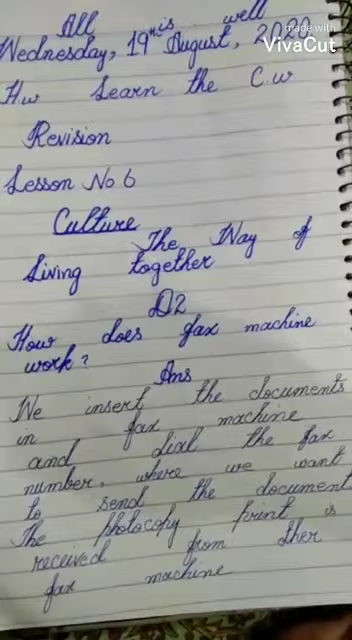 All is well
Wednesday, 19th August, 2020
made with
VivaCut
H.w Learn the C.w
Revision
Lesson No 6
Culture The Way of
Living together
Q2
How does fax machine
work?
Ans
We insert the documents
in fax machine
and dial the fax
number, where we want
to send the document
The photocopy print is
received from ther
fax machine